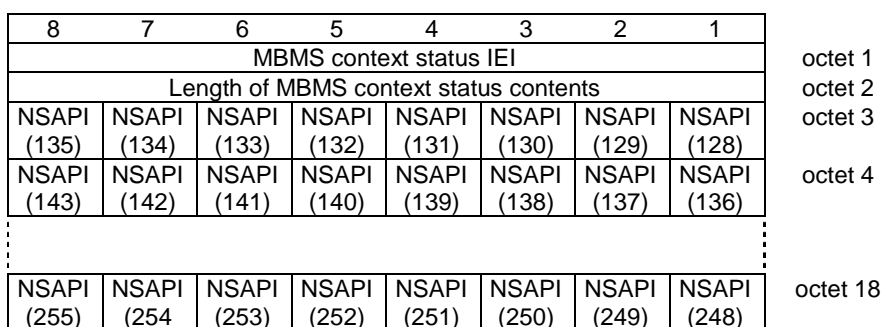 8 7 6 5 4 3 2 1
MBMS context status IEI octet 1
Length of MBMS context status contents octet 2
NSAPI NSAPI NSAPI NSAPI NSAPI NSAPI NSAPI NSAPI octet 3
(135) (134) (133) (132) (131) (130) (129) (128)
NSAPI NSAPI NSAPI NSAPI NSAPI NSAPI NSAPI NSAPI octet 4
(143) (142) (141) (140) (139) (138) (137) (136)
NSAPI NSAPI NSAPI NSAPI NSAPI NSAPI NSAPI NSAPI octet 18
(255) (254 (253) (252) (251) (250) (249) (248)